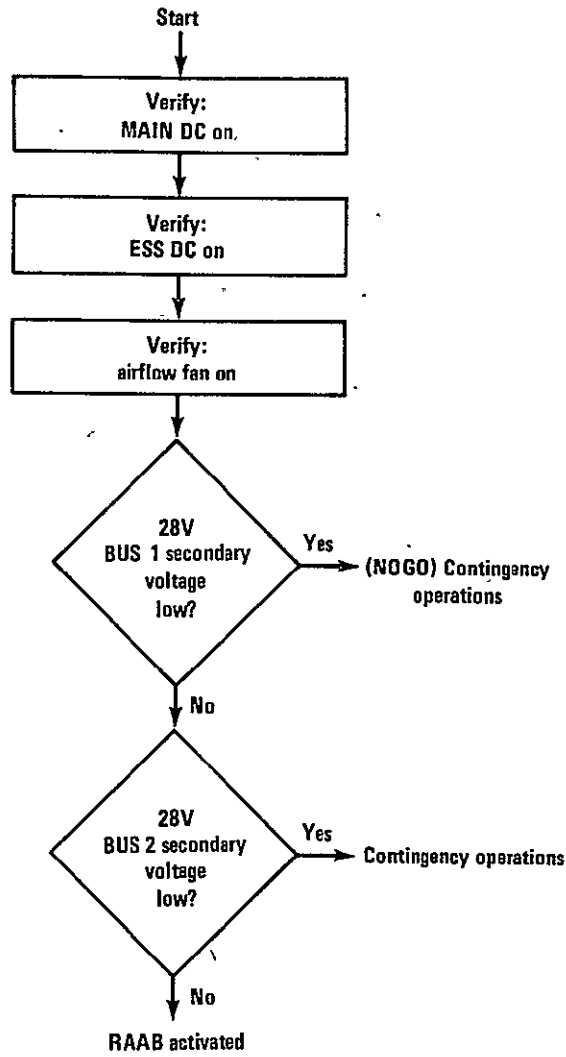 Start
Verify:
MAIN DC on.
Verify:
ESS DC on
Verify:
airflow fan on
28V
BUS 1 secondary
voltage
low?
Yes
(NOGO) Contingency
operations
No
28V
BUS 2 secondary
voltage
low?
Yes
Contingency operations
No
RAAB activated